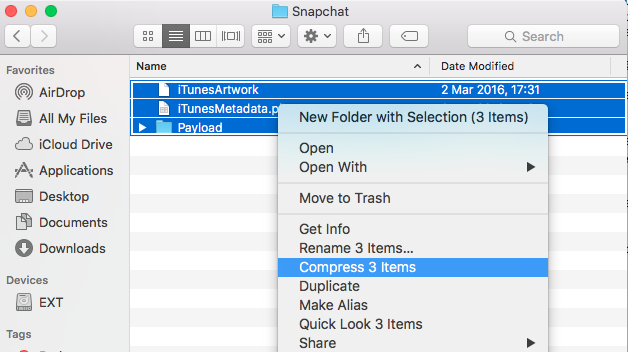 Snapchat
Search
Favorites
AirDrop
All My Files
iCloud Drive
Applications
Desktop
Documents
Downloads
Devices
EXT
Tags
Name
Date Modified
iTunesArtwork
2 Mar 2016, 17:31
iTunesMetadata.p
Payload
New Folder with Selection (3 Items)
Open
Open With
Move to Trash
Get Info
Rename 3 Items...
Compress 3 Items
Duplicate
Make Alias
Quick Look 3 Items
Share